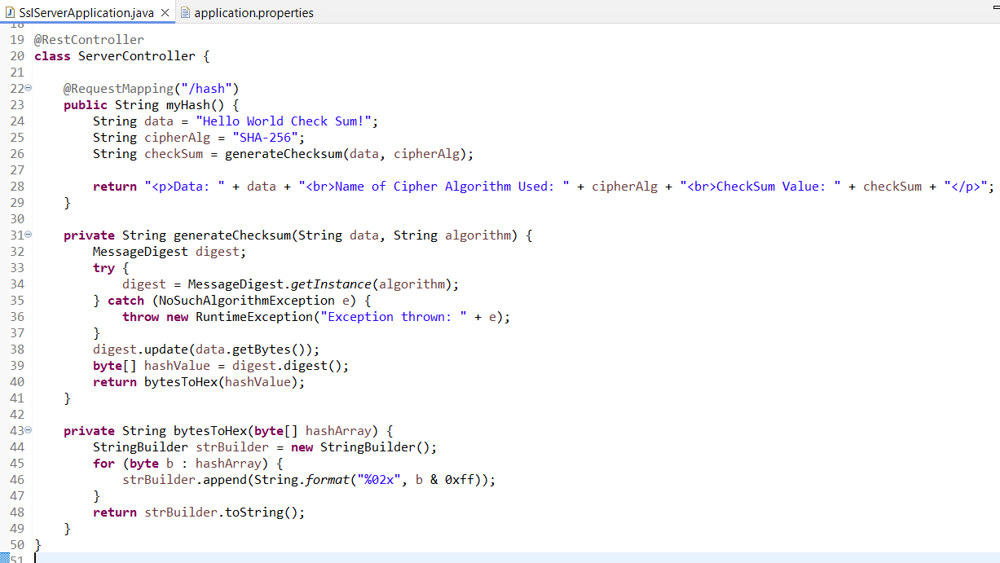 SslServerApplication.java application.properties
18
19 @RestController
20 class ServerController {
21
22 @RequestMapping("/hash")
23 public String myHash() {
24 String data = "Hello World Check Sum!";
25 String cipherAlg = "SHA-256";
26 String checkSum = generateChecksum(data, cipherAlg);
27
28 return "<p>Data: " + data + "<br>Name of Cipher Algorithm Used: " + cipherAlg + "<br>CheckSum Value: " + checkSum + "</p>";
29 }
30
31 private String generateChecksum(String data, String algorithm) {
32 MessageDigest digest;
33 try {
34 digest = MessageDigest.getInstance(algorithm);
35 } catch (NoSuchAlgorithmException e) {
36 throw new RuntimeException("Exception thrown: " + e);
37 }
38 digest.update(data.getBytes());
39 byte[] hashValue = digest.digest();
40 return bytesToHex(hashValue);
41 }
42
43 private String bytesToHex(byte[] hashArray) {
44 StringBuilder strBuilder = new StringBuilder();
45 for (byte b : hashArray) {
46 strBuilder.append(String.format("%02x", b & 0xff));
47 }
48 return strBuilder.toString();
49 }
50 }
51